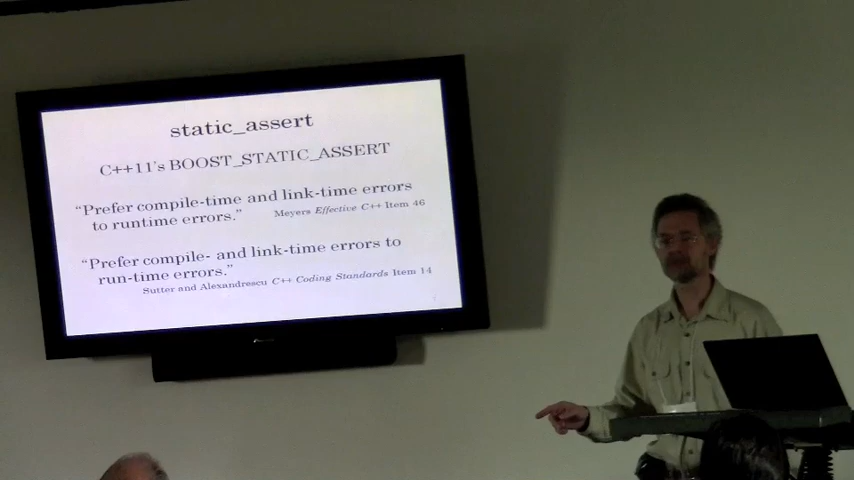 static_assert
C++11's BOOST_STATIC_ASSERT
"Prefer compile-time and link-time errors
to runtime errors."
Meyers Effective C++ Item 46
"Prefer compile- and link-time errors to
run-time errors."
Sutter and Alexandrescu C++ Coding Standards Item 14